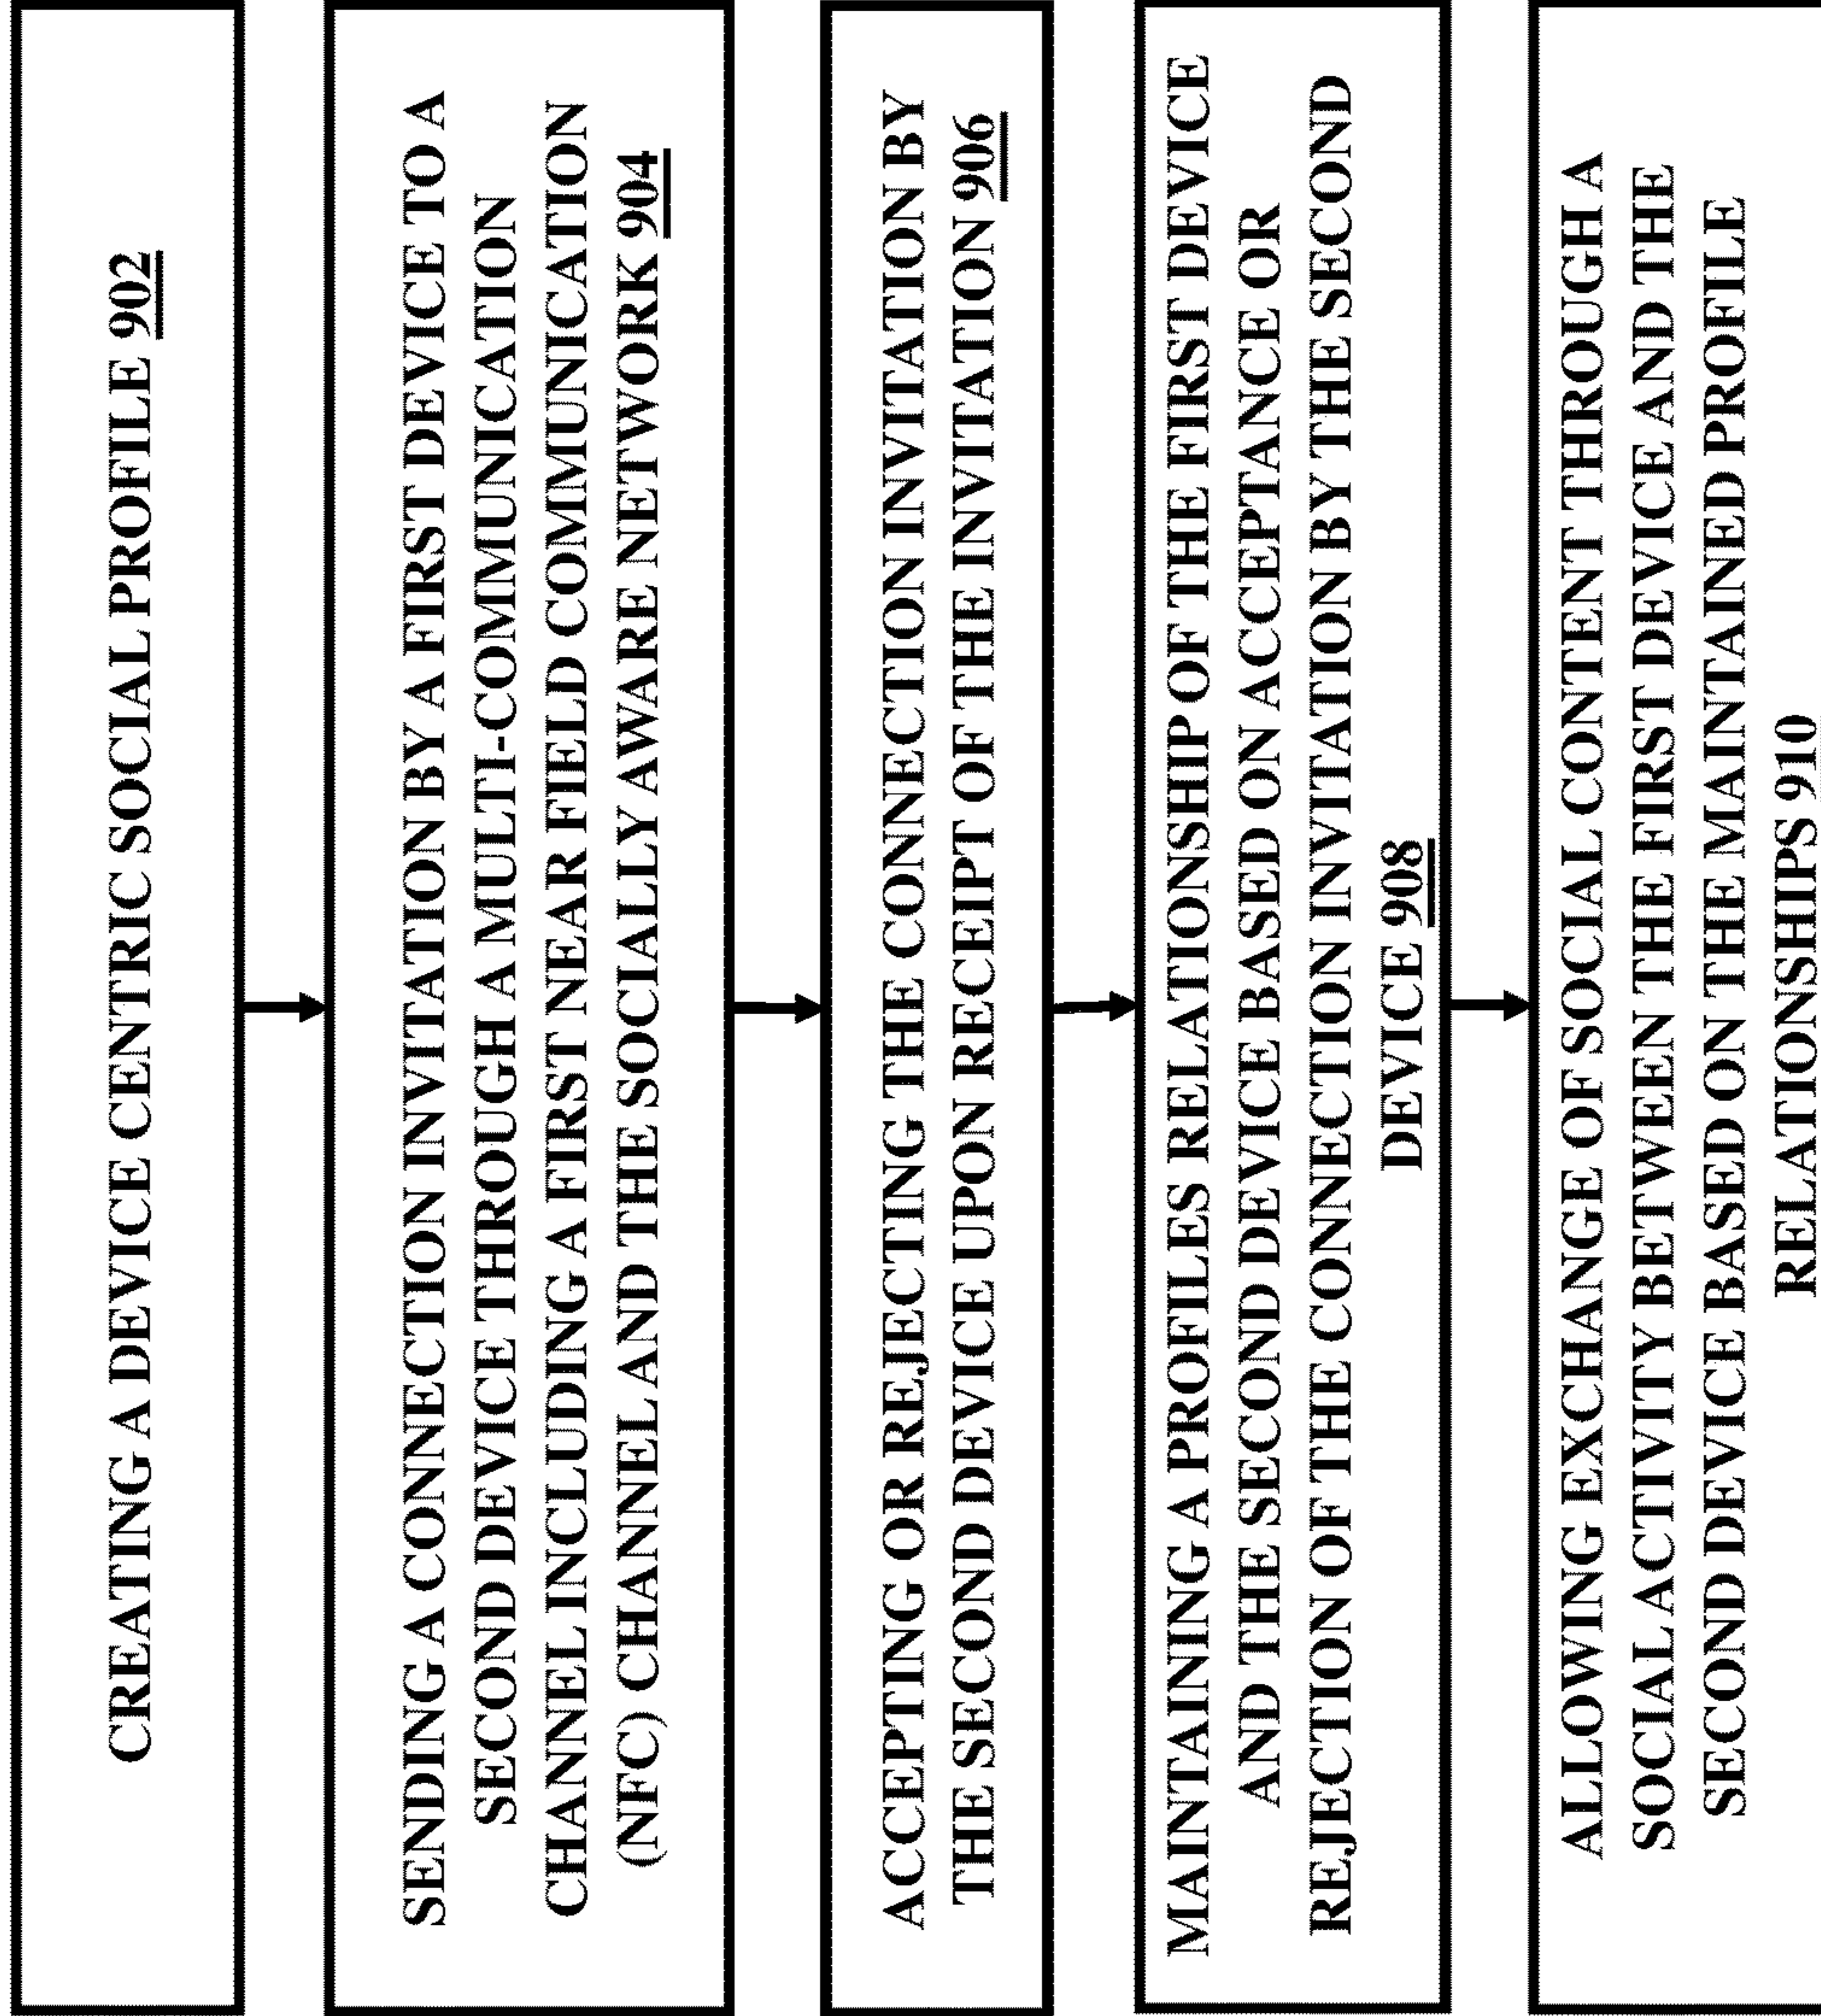 CREATING A DEVICE CENTRIC SOCIAL PROFILE 902
SENDING A CONNECTION INVITATION BY A FIRST DEVICE TO A
SECOND DEVICE THROUGH A MULTI-COMMUNICATION
CHANNEL INCLUDING A FIRST NEAR FIELD COMMUNICATION
(NFC) CHANNEL AND THE SOCIALLY AWARE NETWORK 904
ACCEPTING OR REJECTING THE CONNECTION INVITATION BY
THE SECOND DEVICE UPON RECEIPT OF THE INVITATION 906
MAINTAINING A PROFILES RELATIONSHIP OF THE FIRST DEVICE
AND THE SECOND DEVICE BASED ON ACCEPTANCE OR
REJECTION OF THE CONNECTION INVITATION BY THE SECOND
DEVICE 908
ALLOWING EXCHANGE OF SOCIAL CONTENT THROUGH A
SOCIAL ACTIVITY BETWEEN THE FIRST DEVICE AND THE
SECOND DEVICE BASED ON THE MAINTAINED PROFILE
RELATIONSHIPS 910